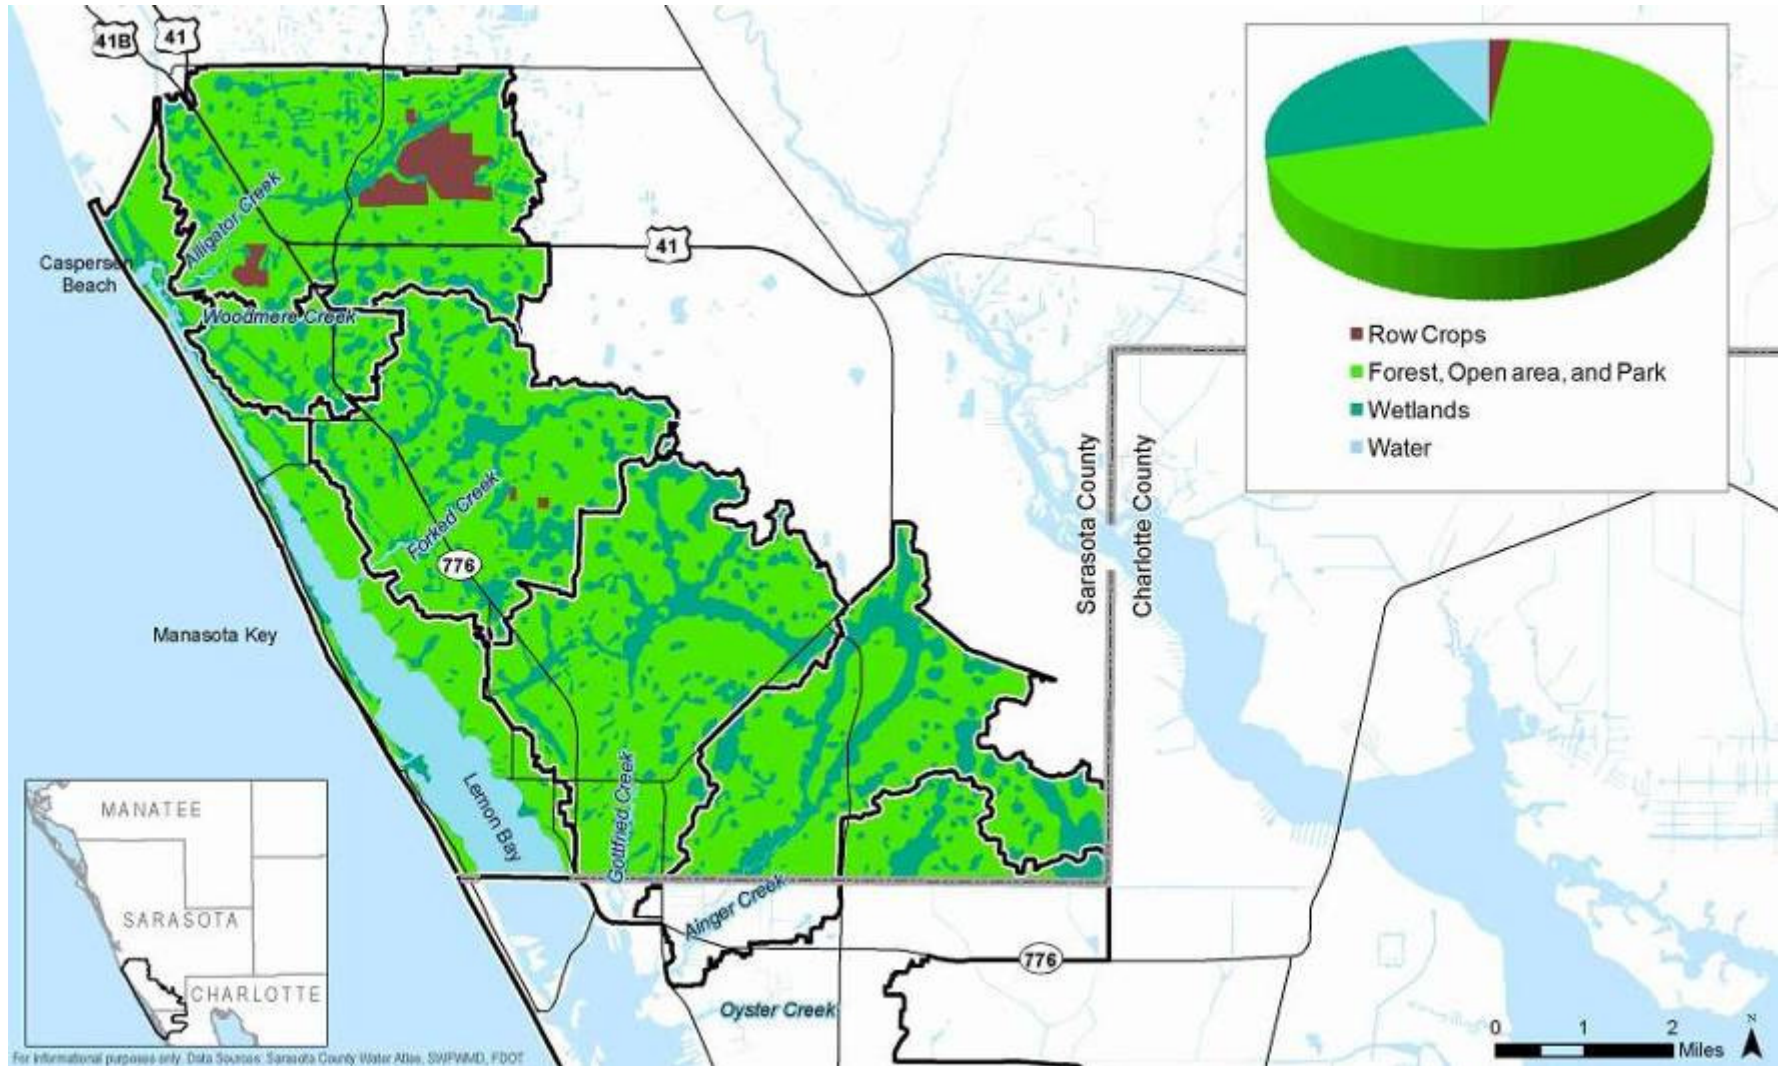 41B
41
41
Caspersen
Beach
Alligator Creek
Woodmere Creek
Forked Creek
776
Manasota Key
Lemon Bay
Gottfried Creek
Ainger Creek
Oyster Creek
776
Sarasota County
Charlotte County
Row Crops
Forest, Open area, and Park
Wetlands
Water
MANATEE
SARASOTA
CHARLOTTE
For informational purposes only. Data Sources: Sarasota County Water Atlas, SWFWMD, FDOT
0 1 2
Miles
N